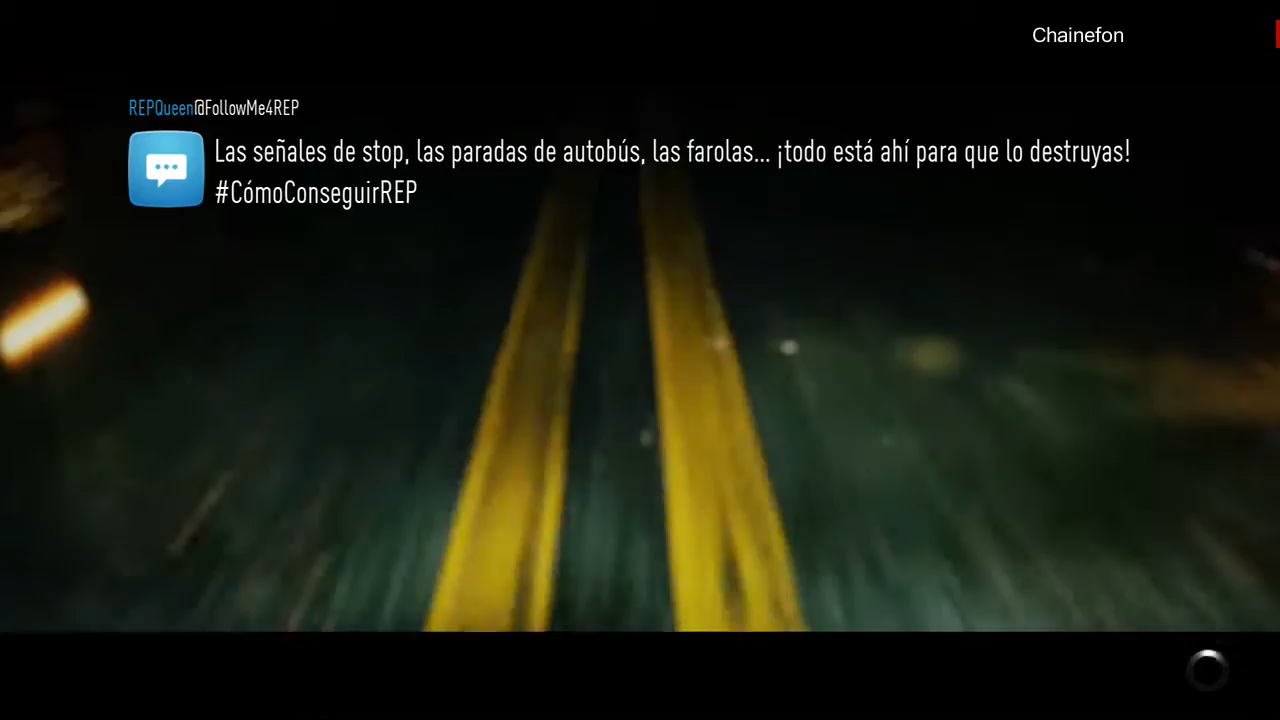 Chainefon
REPQueen@FollowMe4REP
Las señales de stop, las paradas de autobús, las farolas... ¡todo está ahí para que lo destruyas!
#CómoConseguirREP